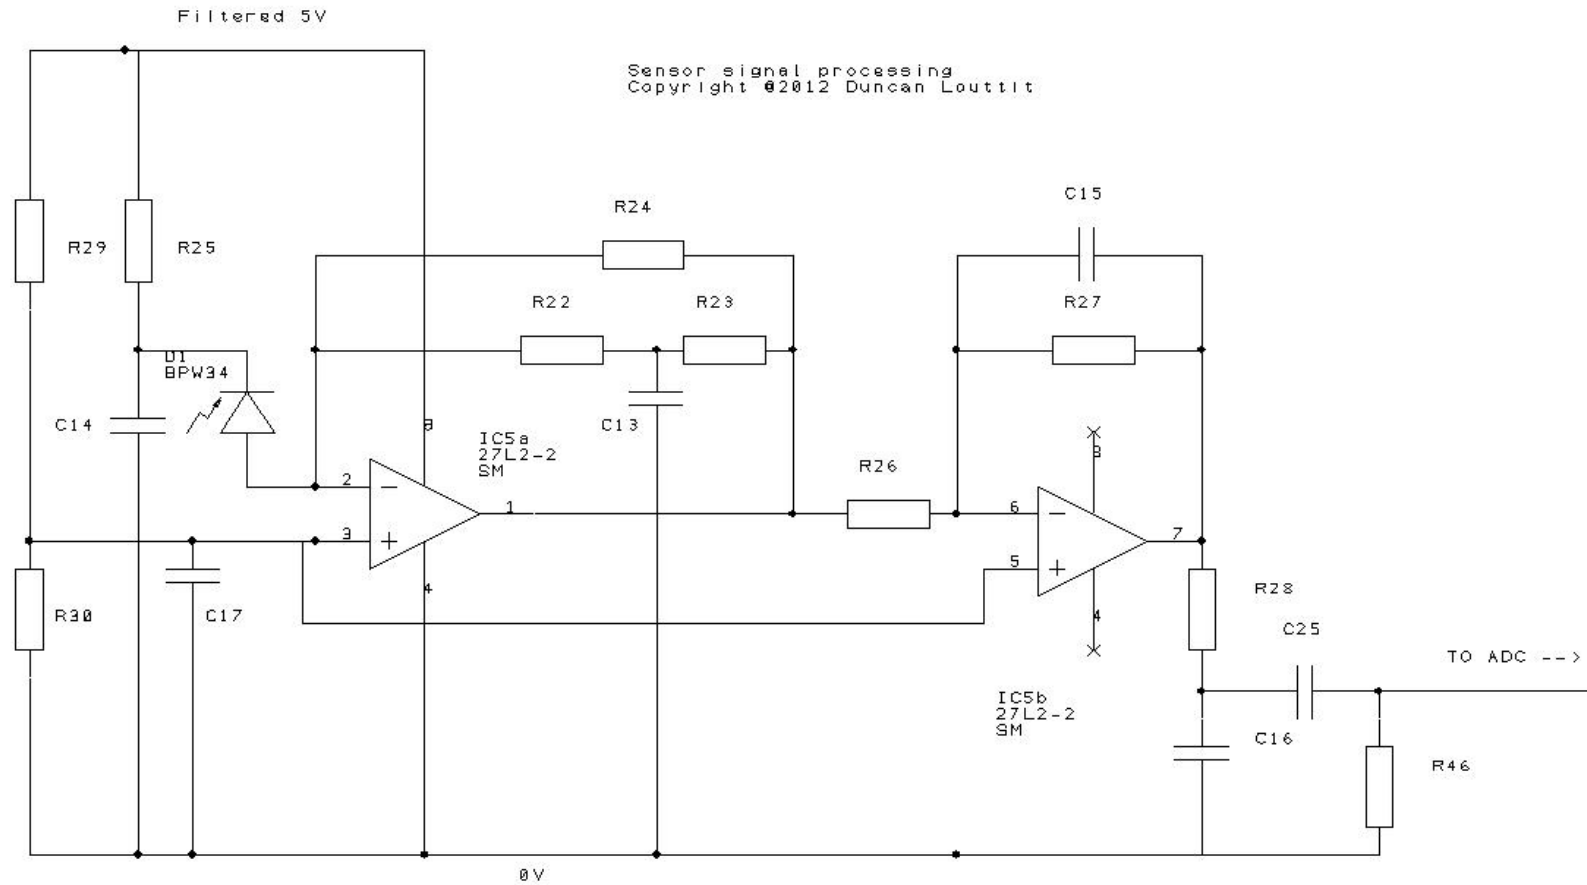 Filtered 5V
Sensor signal processing
Copyright @2012 Duncan Louttit
C15
R24
R29
R25
R22
R23
R27
D1
BPW34
C14
8
C13
IC5a
27L2-2
SM
R26
8
2
1
6
3
7
5
4
R30
C17
4
R28
C25
TO ADC -->
IC5b
27L2-2
SM
C16
R46
0V